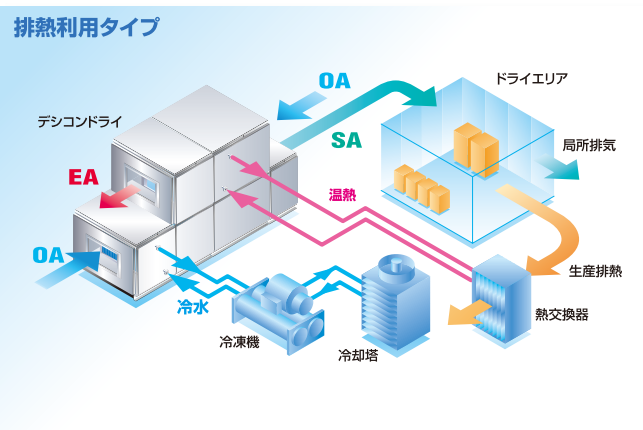 排熱利用タイプ
OA
ドライエリア
デシコンドライ
SA
局所排気
EA
温熱
OA
生産排熱
冷水
熱交換器
冷凍機
冷却塔